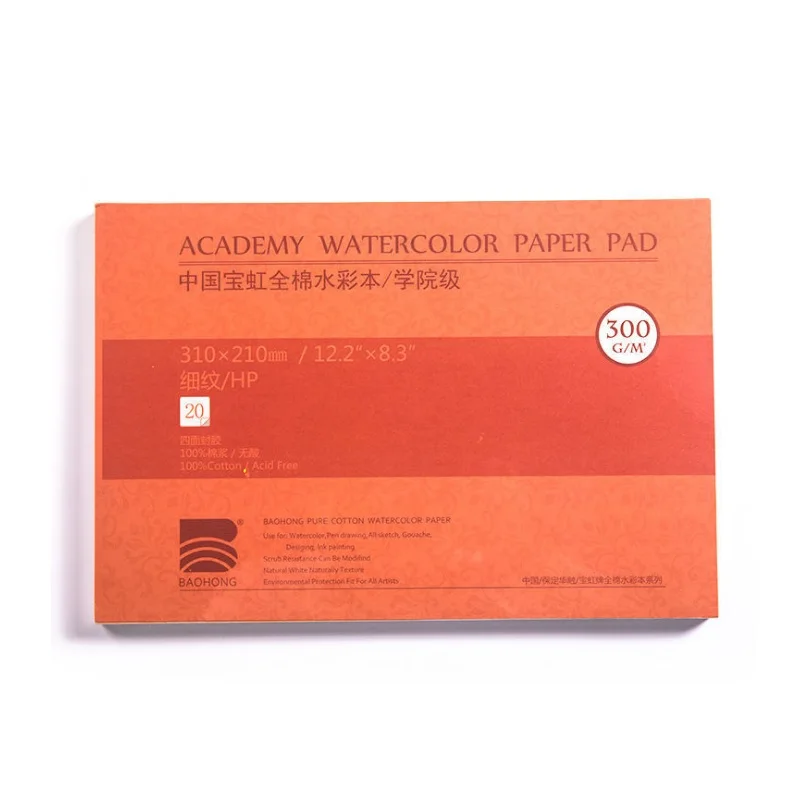 ACADEMY WATERCOLOR PAPER PAD
中国宝虹全棉水彩本/学院级
300
G/M²
310×210mm / 12.2"×8.3"
细纹/HP
20
四面封胶
100%棉浆 / 无酸
100%Cotton / Acid Free
BAOHONG PURE COTTON WATERCOLOR PAPER
Use for: Watercolor,Pen drawing,Allsketch, Gouache,
Desiging, Ink painting
Scrub Resistance Can Be Modified
Natural White Naturally Texture
Environmental Protection Fit For All Artists
B®
BAOHONG
中国/保定华虹/宝虹牌全棉水彩本系列